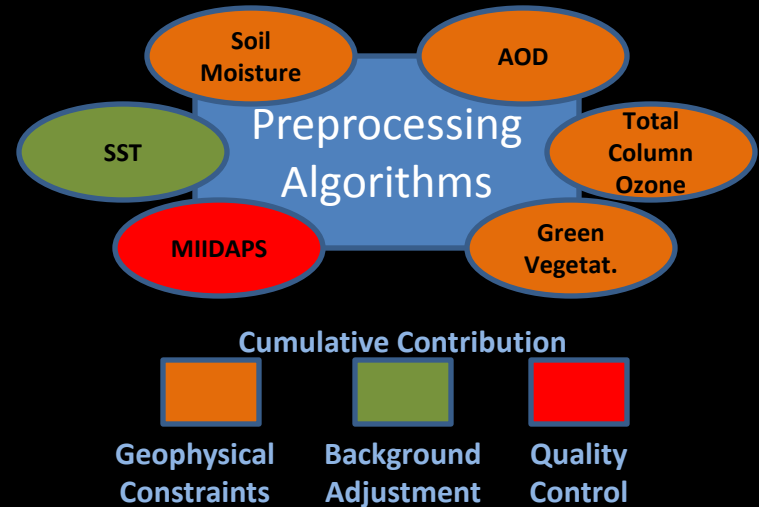 Soil
Moisture
AOD
Preprocessing
Algorithms
SST
Total
Column
Ozone
MIIDAPS
Green
Vegetat.
Cumulative Contribution
Geophysical
Constraints
Background
Adjustment
Quality
Control